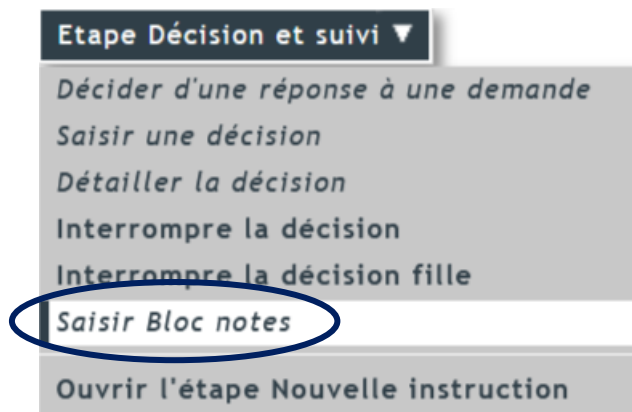 Etape Décision et suivi ▼
Décider d'une réponse à une demande
Saisir une décision
Détailler la décision
Interrompre la décision
Interrompre la décision fille
Saisir Bloc notes
Ouvrir l'étape Nouvelle instruction